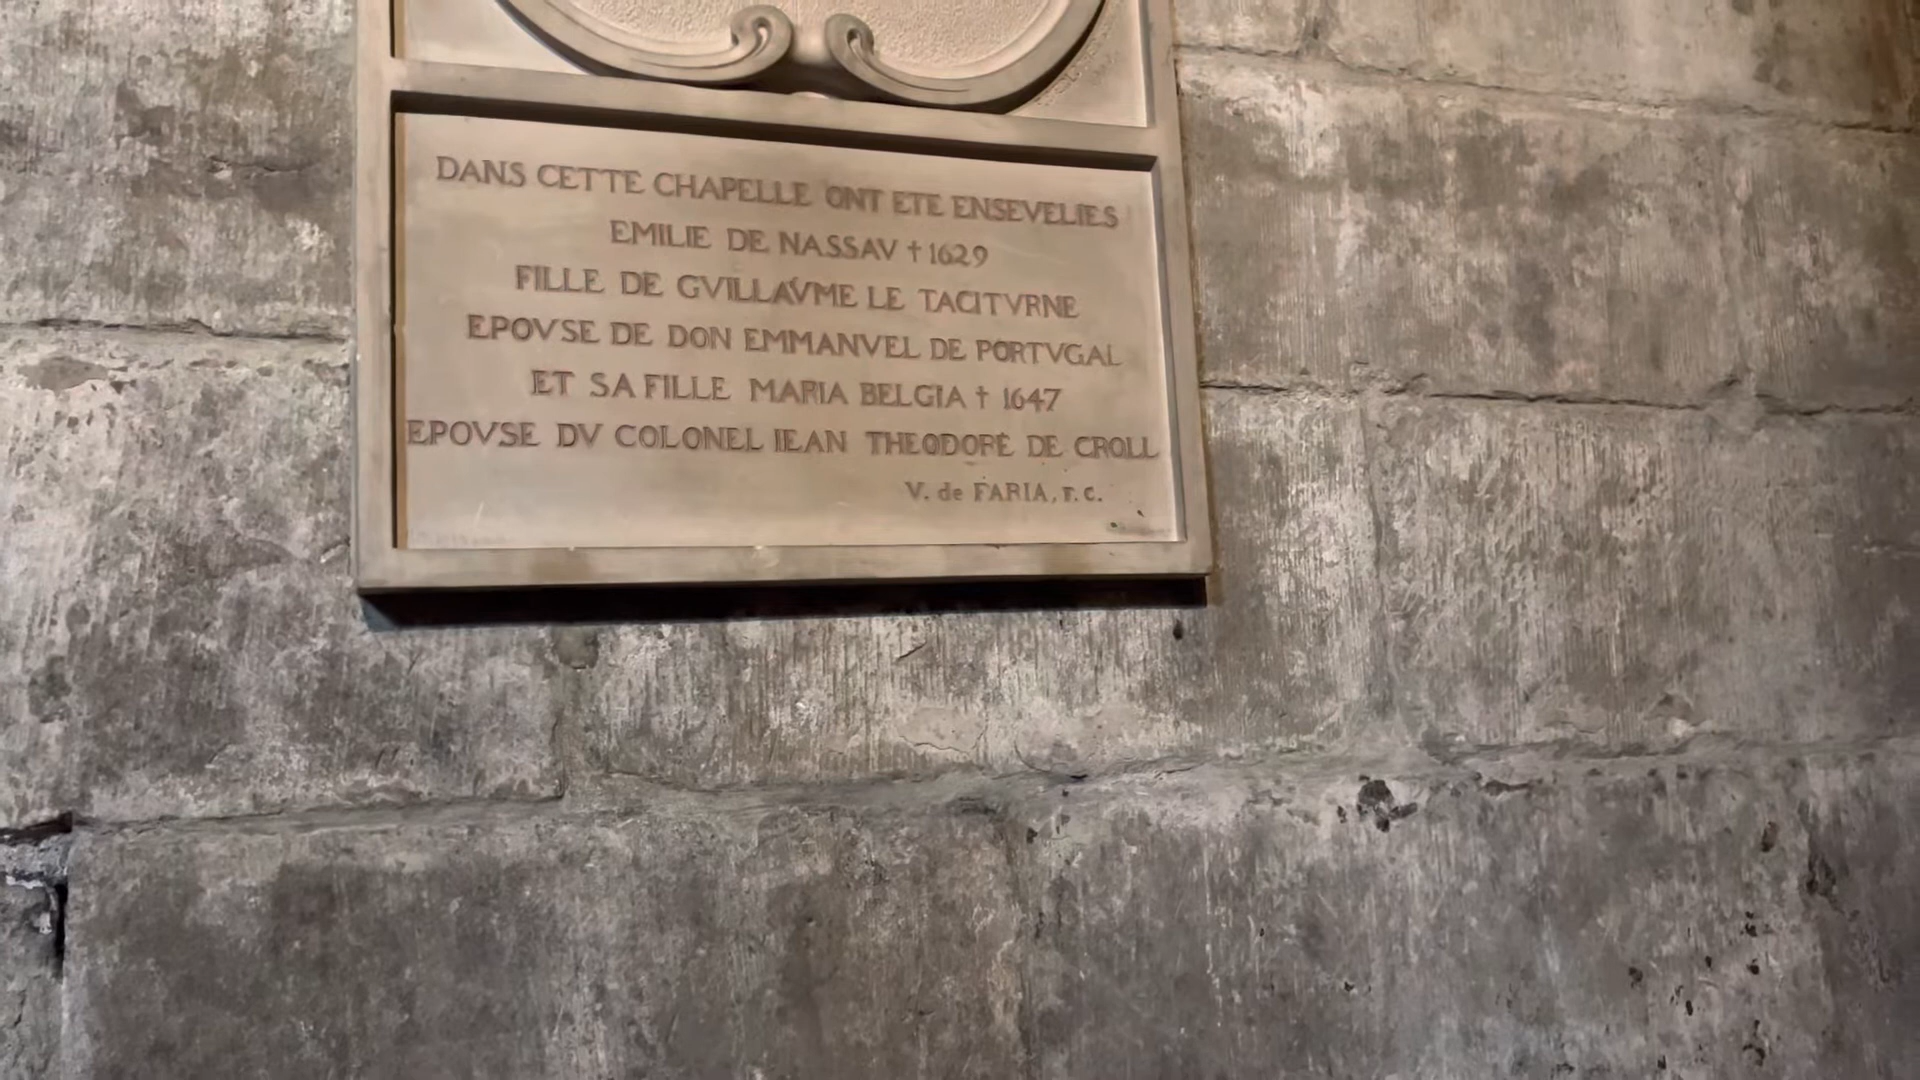 DANS CETTE CHAPELLE ONT ETE ENSEVELIES
EMILIE DE NASSAV † 1629
FILLE DE GVILLAVME LE TACITVRNE
EPOVSE DE DON EMMANVEL DE PORTVGAL
ET SA FILLE MARIA BELGIA † 1647
EPOVSE DV COLONEL IEAN THEODORE DE CROLL
V. de FARIA, F. C.